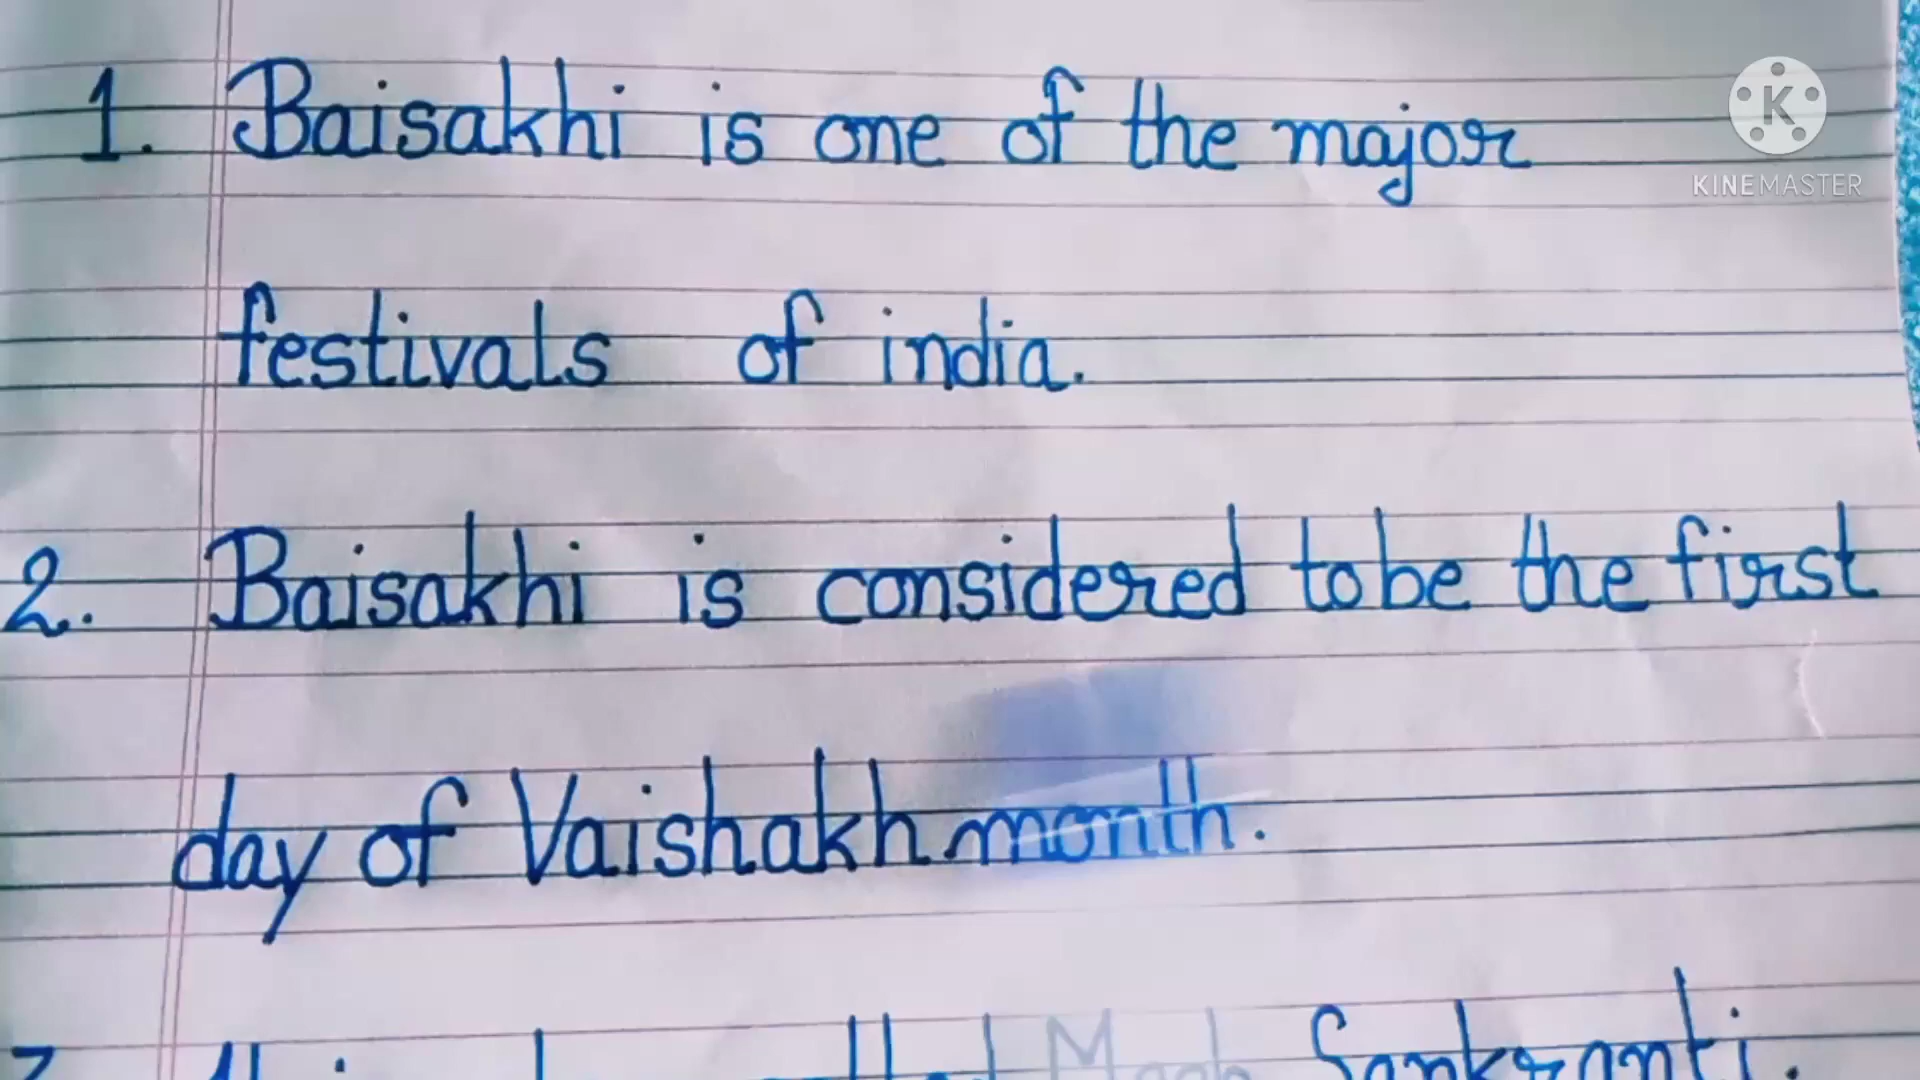 1. Baisakhi is one of the major
K
KINEMASTER
festivals of india.
2. Baisakhi is considered to be the first
day of Vaishakh month.
Sankranti.